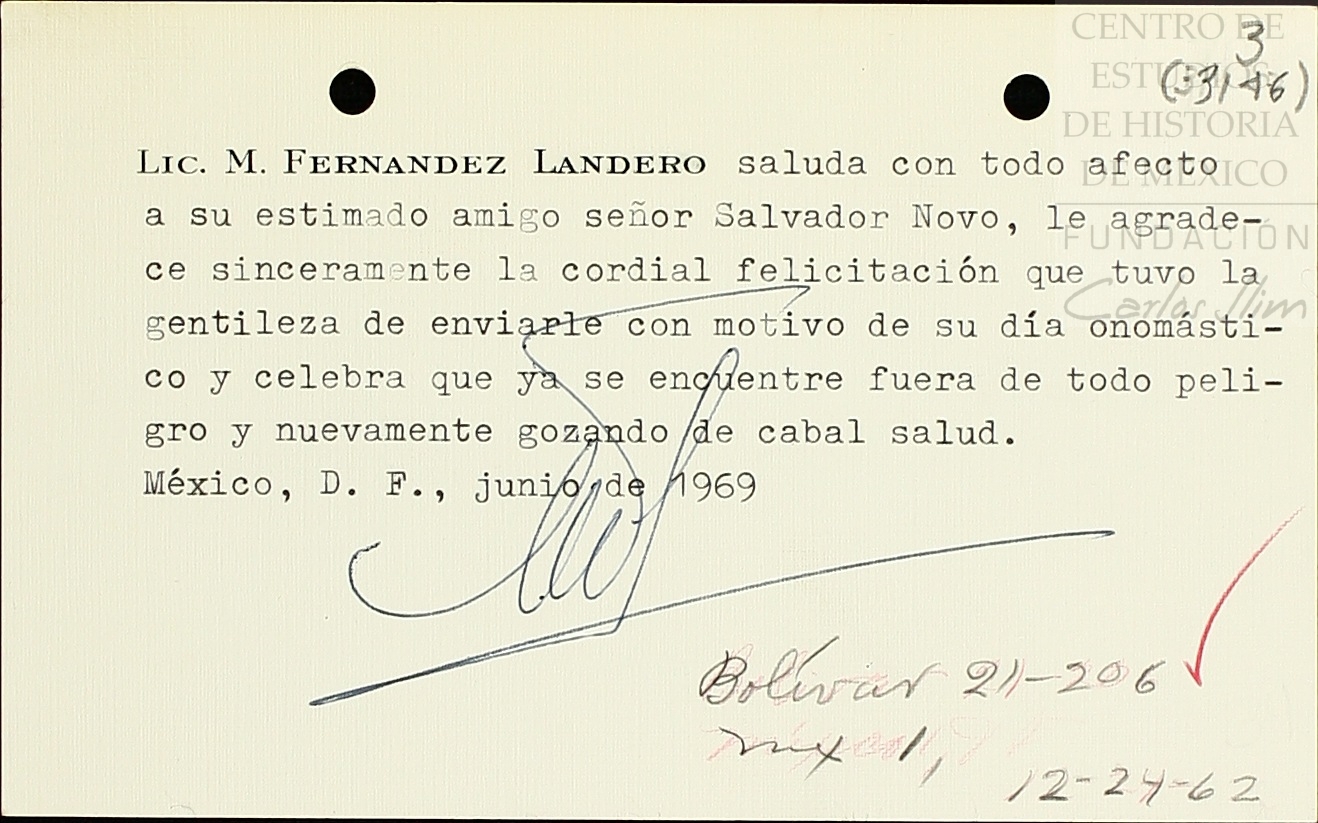 CENTRO DE
ESTUDIOS
DE HISTORIA
DE MÉXICO
FUNDACIÓN
Carlos Slim
3
(33146)
LIC. M. FERNANDEZ LANDERO saluda con todo afecto
a su estimado amigo señor Salvador Novo, le agrade-
ce sinceramente la cordial felicitación que tuvo la
gentileza de enviarle con motivo de su día onomásti-
co y celebra que ya se encuentre fuera de todo peli-
gro y nuevamente gozando de cabal salud.
México, D. F., junio de 1969
Bolívar 21-206
12-24-62